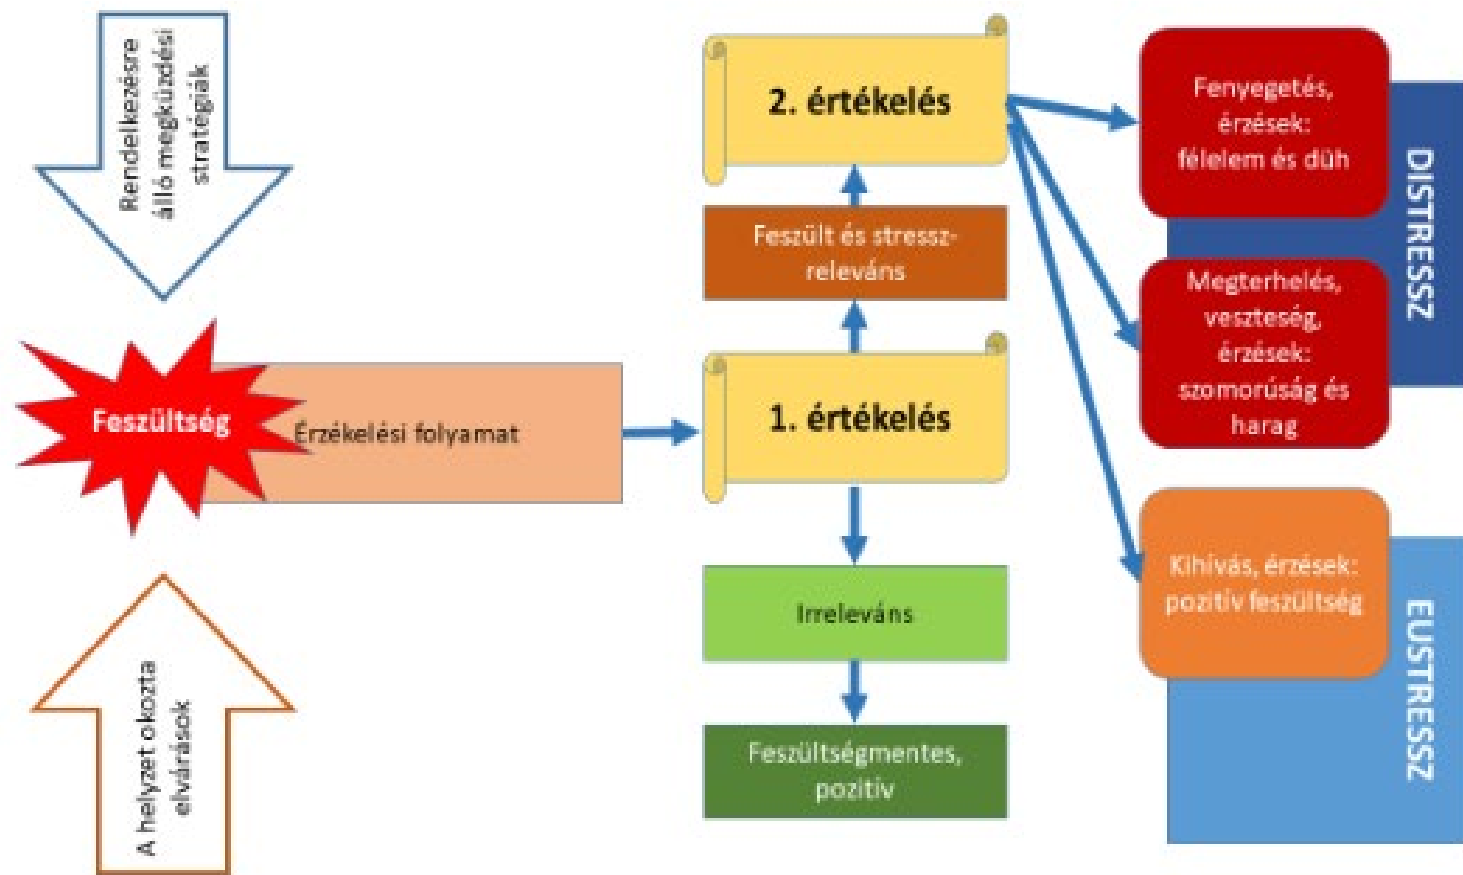 Rendelkezésre
álló megküzdési
stratégiák
Feszültség
Érzékelési folyamat
A helyzet okozta
elvárások
2. értékelés
Feszült és stressz-
releváns
1. értékelés
Irreleváns
Feszültségmentes,
pozitív
Fenyegetés,
érzések:
félelem és düh
Megterhelés,
veszteség,
érzések:
szomorúság és
harag
DISTRESSZ
Kihívás, érzések:
pozitív feszültség
EUSTRESSZ